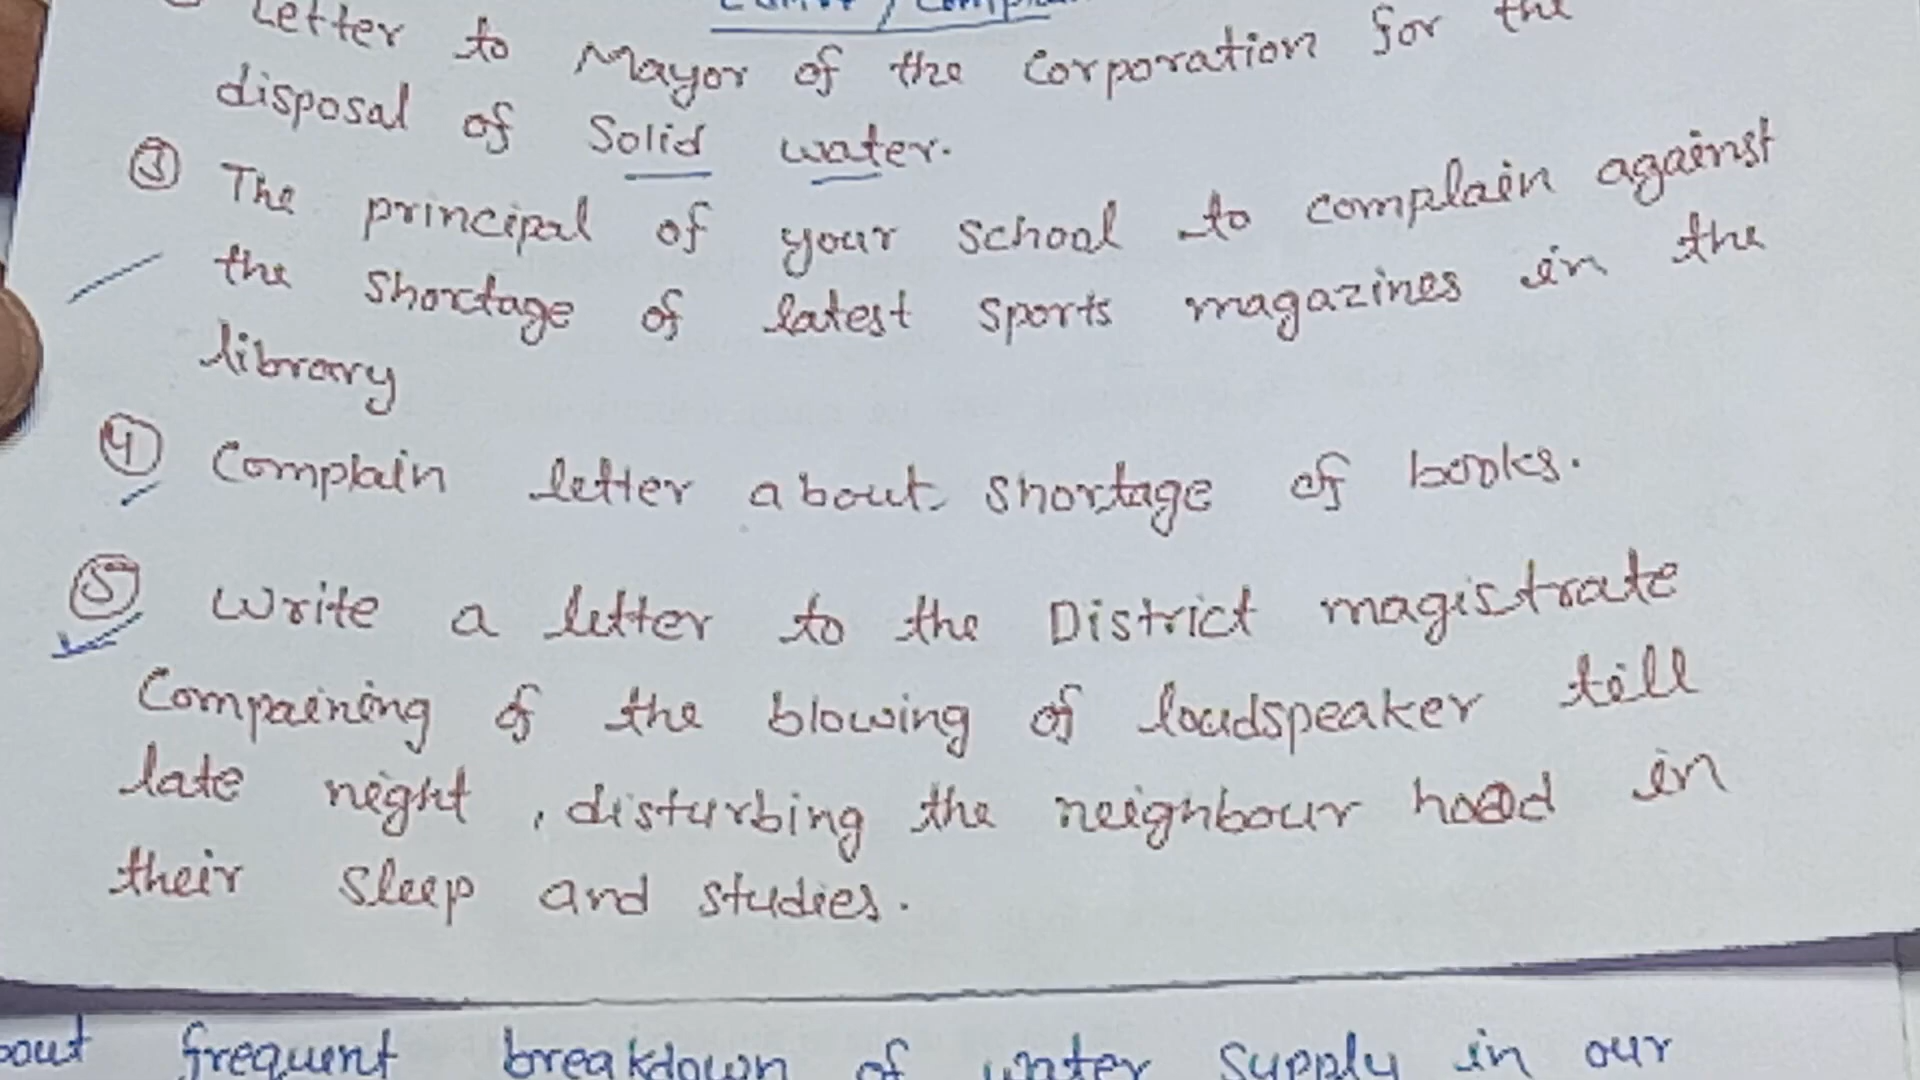 Letter to Mayor of the Corporation for the
disposal of Solid water.
③ The principal of your school to complain against
the shortage of latest sports magazines in the
library
④ Complain letter about shortage of books.
⑤ Write a letter to the District magistrate
Compaining of the blowing of loudspeaker till
late night, disturbing the neighbour hood in
their sleep and studies.
frequent breakdown of water supply in our